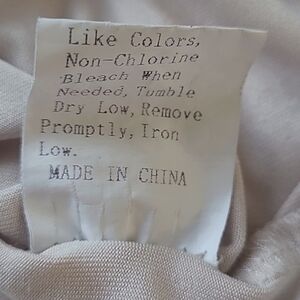 Like Colors,
Non-Chlorine
Bleach When
Needed, Tumble
Dry Low, Remove
Promptly, Iron
Low.
MADE IN CHINA